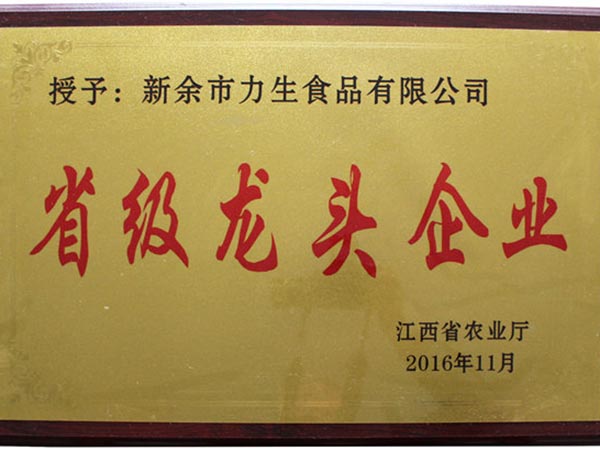 授予：新余市力生食品有限公司
省级龙头企业
江西省农业厅
2016年11月